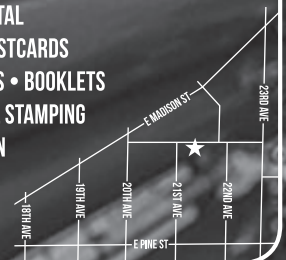 TAL
STCARDS
S • BOOKLETS
STAMPING
N
E MADISON ST
23RD AVE
18TH AVE
19TH AVE
20TH AVE
21ST AVE
22ND AVE
E PINE ST